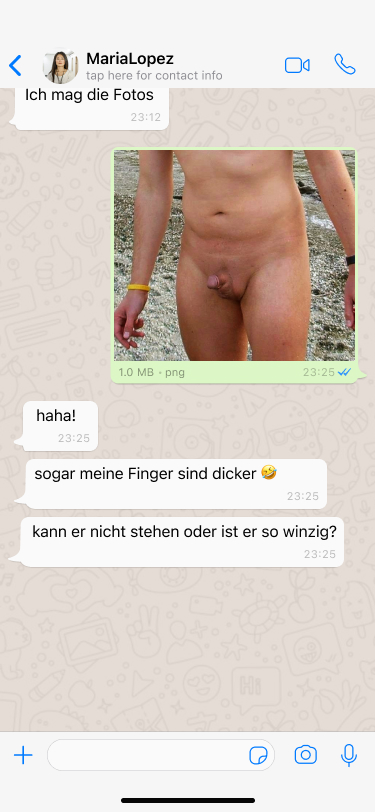 MariaLopez
tap here for contact info
Ich mag die Fotos
23:12
1.0 MB · png
23:25
haha!
23:25
sogar meine Finger sind dicker 🤣
23:25
kann er nicht stehen oder ist er so winzig?
23:25